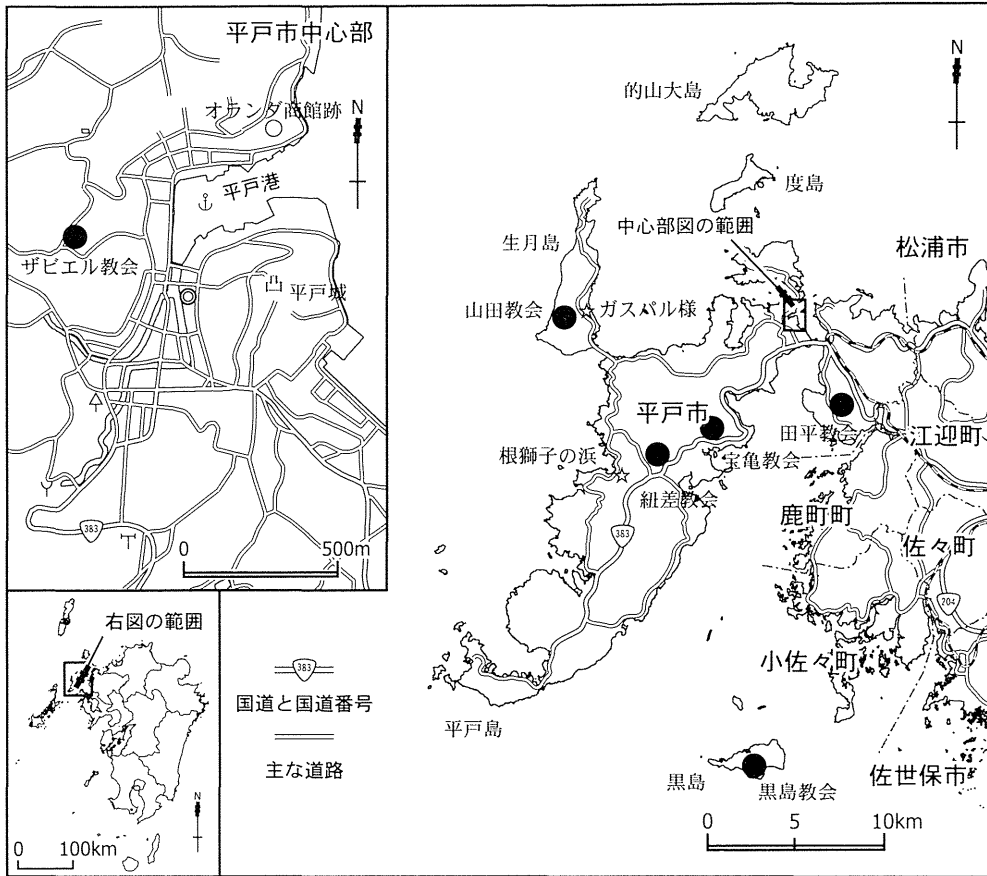 平戸市中心部
オランダ商館跡
N
平戸港
ザビエル教会
平戸城
383
0 500m
右図の範囲
N
0 100km
383
国道と国道番号
主な道路
N
的山大島
度島
中心部図の範囲
生月島
松浦市
山田教会
ガスパル様
平戸市
田平教会
江迎町
根獅子の浜
宝亀教会
紐差教会
鹿町町
383
佐々町
204
小佐々町
平戸島
佐世保市
黒島
黒島教会
0 5 10km